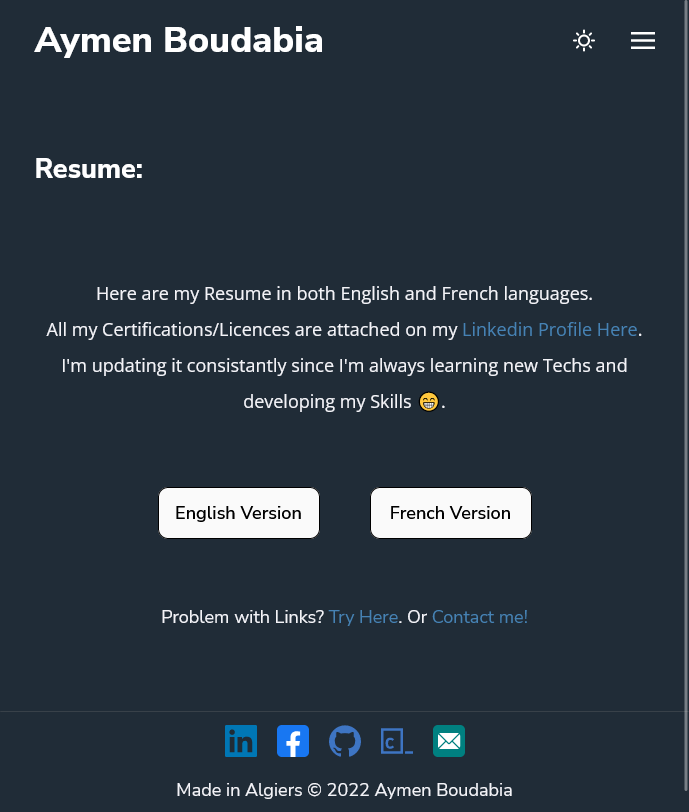 Aymen Boudabia
Resume:
Here are my Resume in both English and French languages.
All my Certifications/Licences are attached on my Linkedin Profile Here.
I'm updating it consistantly since I'm always learning new Techs and
developing my Skills 😁.
English Version
French Version
Problem with Links? Try Here. Or Contact me!
Made in Algiers © 2022 Aymen Boudabia